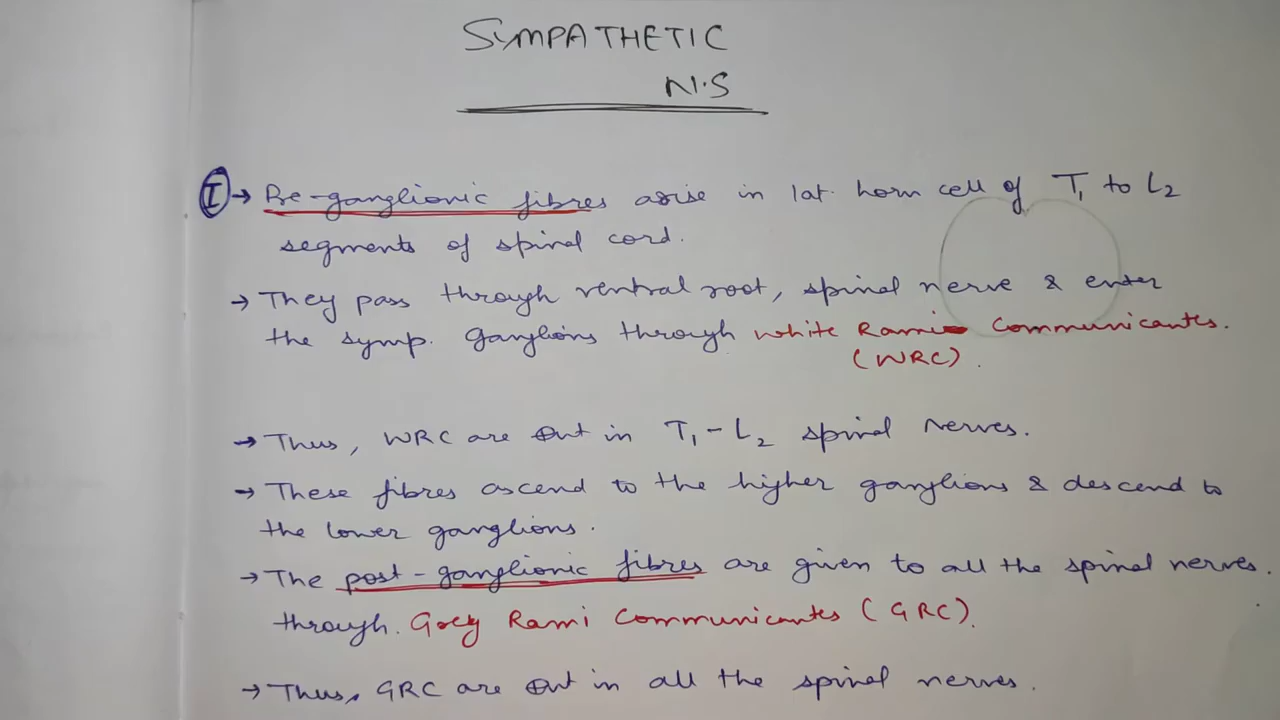 SYMPATHETIC
N.S
I → Pre-ganglionic fibres arise in lat. horn cell of T1 to L2
segments of spinal cord.
→ They pass through ventral root, spinal nerve & enter
the symp. Ganglions through white Rami Communicantes.
(WRC).
→ Thus, WRC are in T1 - L2 spinal nerves.
→ These fibres ascend to the higher ganglions & descend to
the lower ganglions.
→ The post-ganglionic fibres are given to all the spinal nerves.
through. Grey Rami Communicantes (GRC).
→ Thus, GRC are in all the spinal nerves.